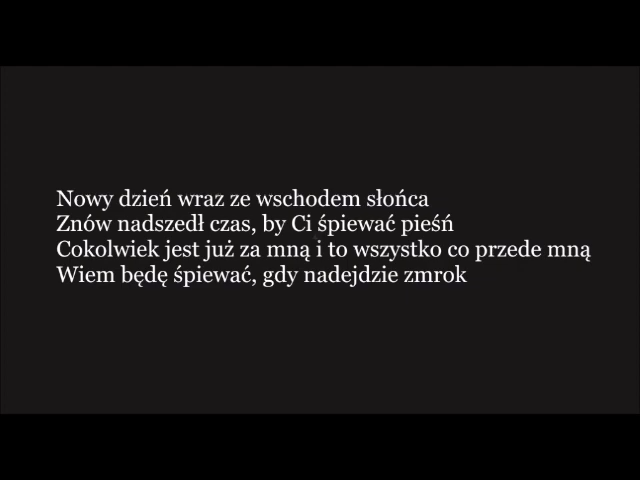 Nowy dzień wraz ze wschodem słońca
Znów nadszedł czas, by Ci śpiewać pieśń
Cokolwiek jest już za mną i to wszystko co przede mną
Wiem będę śpiewać, gdy nadejdzie zmrok